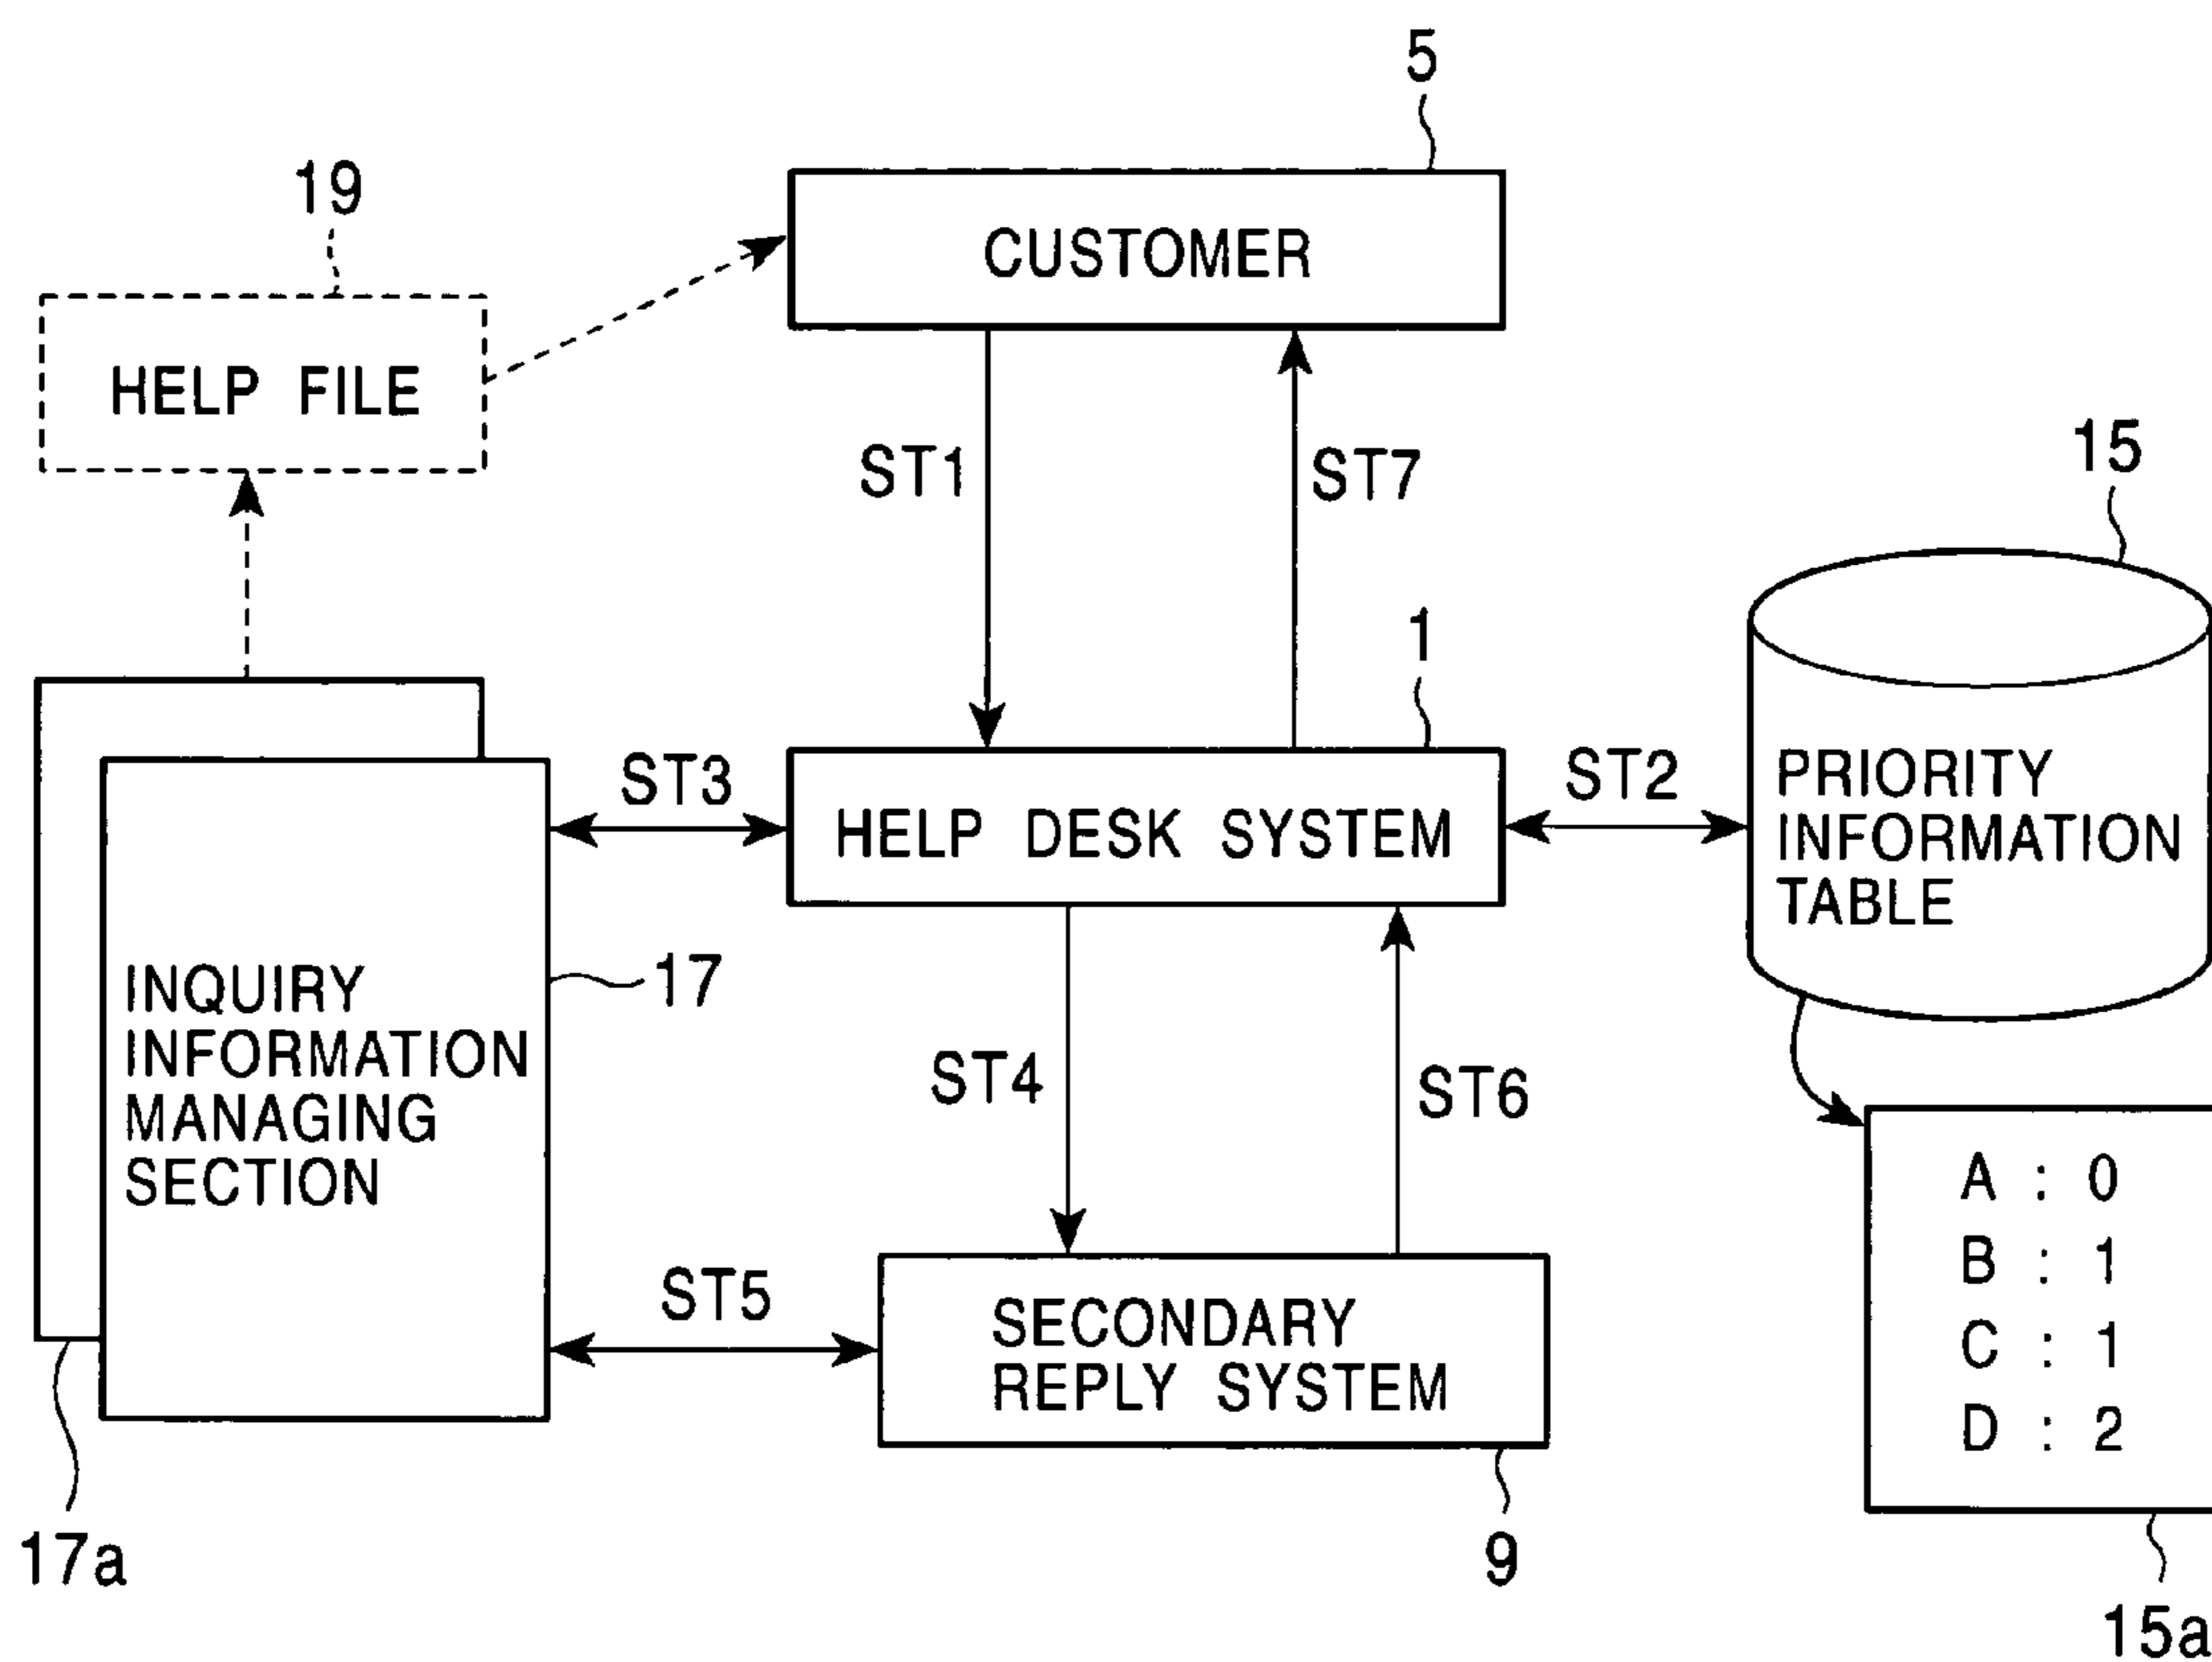 5
19
CUSTOMER
HELP FILE
ST1
ST7
15
1
ST3
ST2
HELP DESK SYSTEM
PRIORITY
INFORMATION
TABLE
17
INQUIRY
INFORMATION
MANAGING
SECTION
ST4
ST6
A : 0
B : 1
C : 1
D : 2
ST5
SECONDARY
REPLY SYSTEM
17a
9
15a